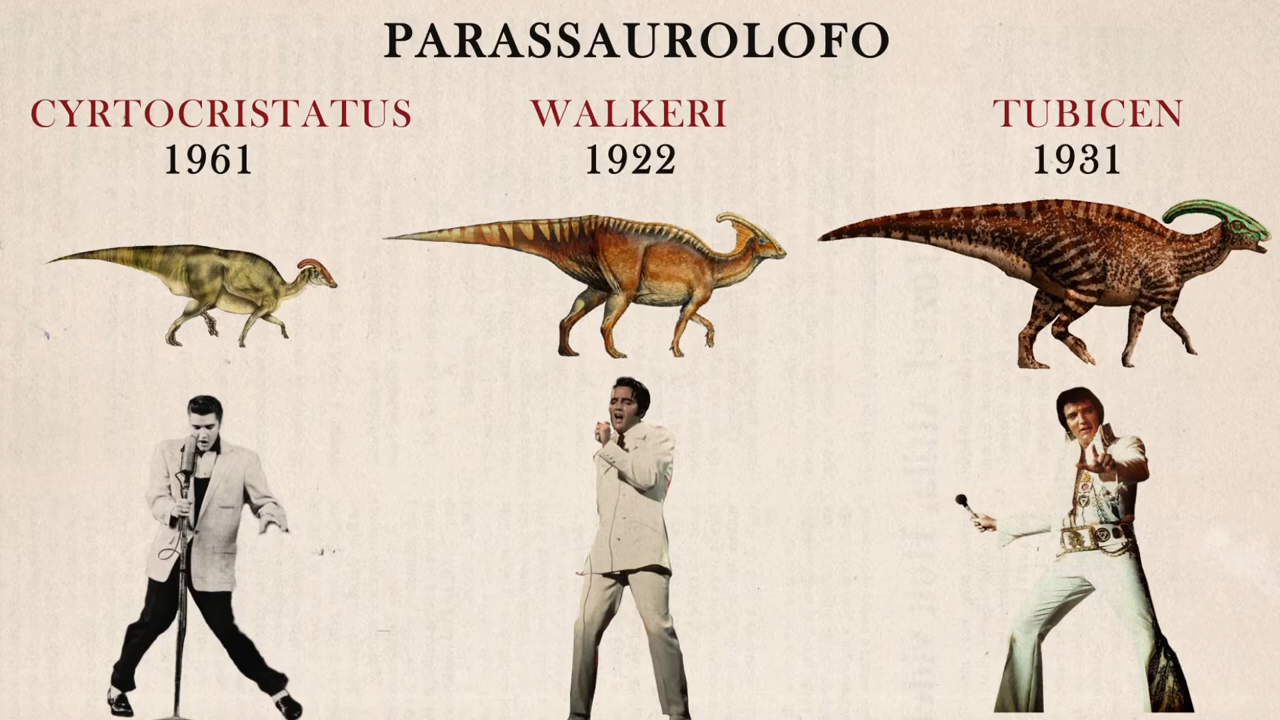 PARASSAUROLOFO
CYRTOCRISTATUS
1961
WALKERI
1922
TUBICEN
1931